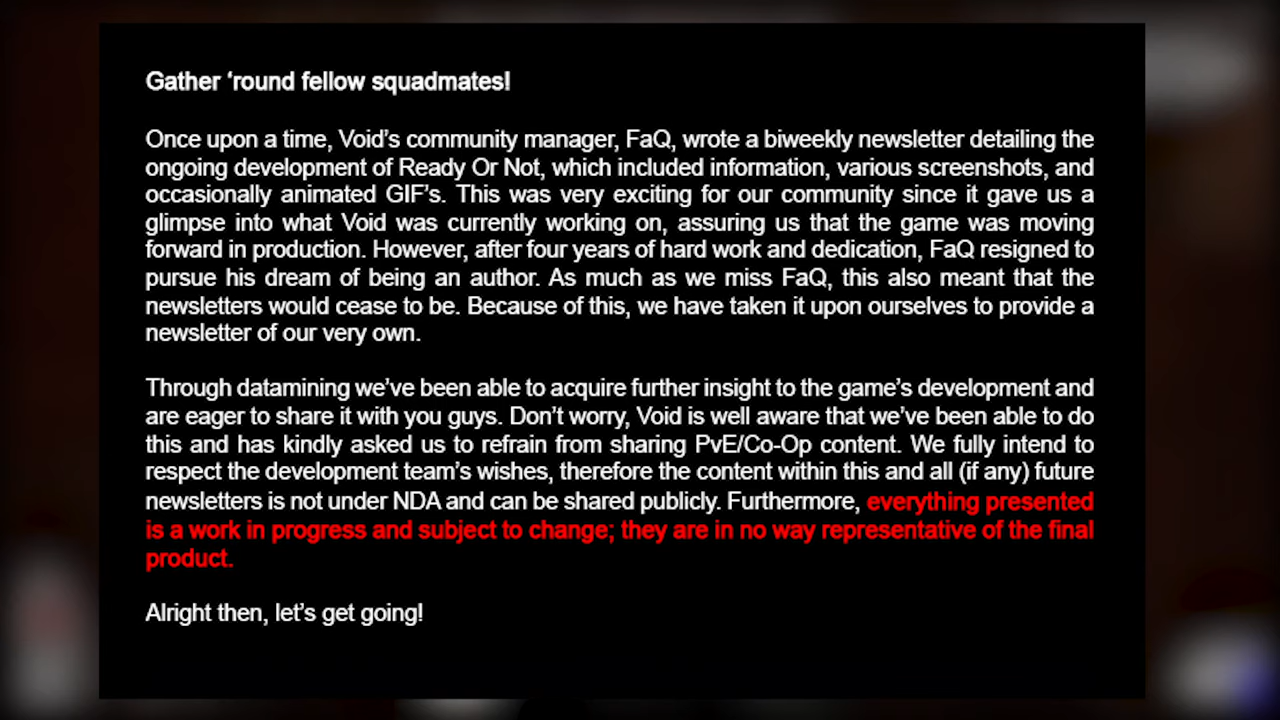 Gather ‘round fellow squadmates!
Once upon a time, Void’s community manager, FaQ, wrote a biweekly newsletter detailing the
ongoing development of Ready Or Not, which included information, various screenshots, and
occasionally animated GIF’s. This was very exciting for our community since it gave us a
glimpse into what Void was currently working on, assuring us that the game was moving
forward in production. However, after four years of hard work and dedication, FaQ resigned to
pursue his dream of being an author. As much as we miss FaQ, this also meant that the
newsletters would cease to be. Because of this, we have taken it upon ourselves to provide a
newsletter of our very own.
Through datamining we’ve been able to acquire further insight to the game’s development and
are eager to share it with you guys. Don’t worry, Void is well aware that we’ve been able to do
this and has kindly asked us to refrain from sharing PvE/Co-Op content. We fully intend to
respect the development team’s wishes, therefore the content within this and all (if any) future
newsletters is not under NDA and can be shared publicly. Furthermore, everything presented
is a work in progress and subject to change; they are in no way representative of the final
product.
Alright then, let’s get going!